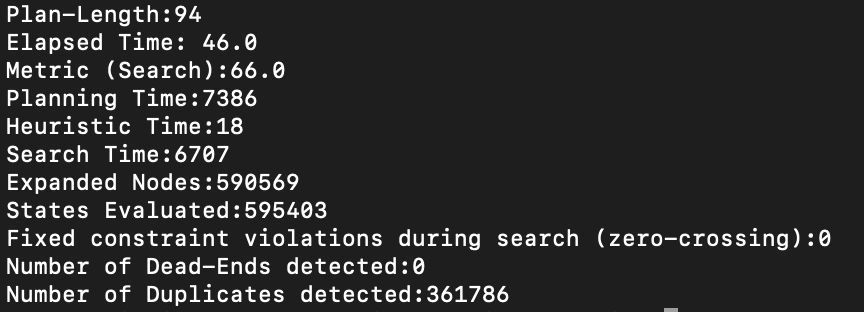 Plan-Length:94
Elapsed Time: 46.0
Metric (Search):66.0
Planning Time:7386
Heuristic Time:18
Search Time:6707
Expanded Nodes:590569
States Evaluated:595403
Fixed constraint violations during search (zero-crossing):0
Number of Dead-Ends detected:0
Number of Duplicates detected:361786